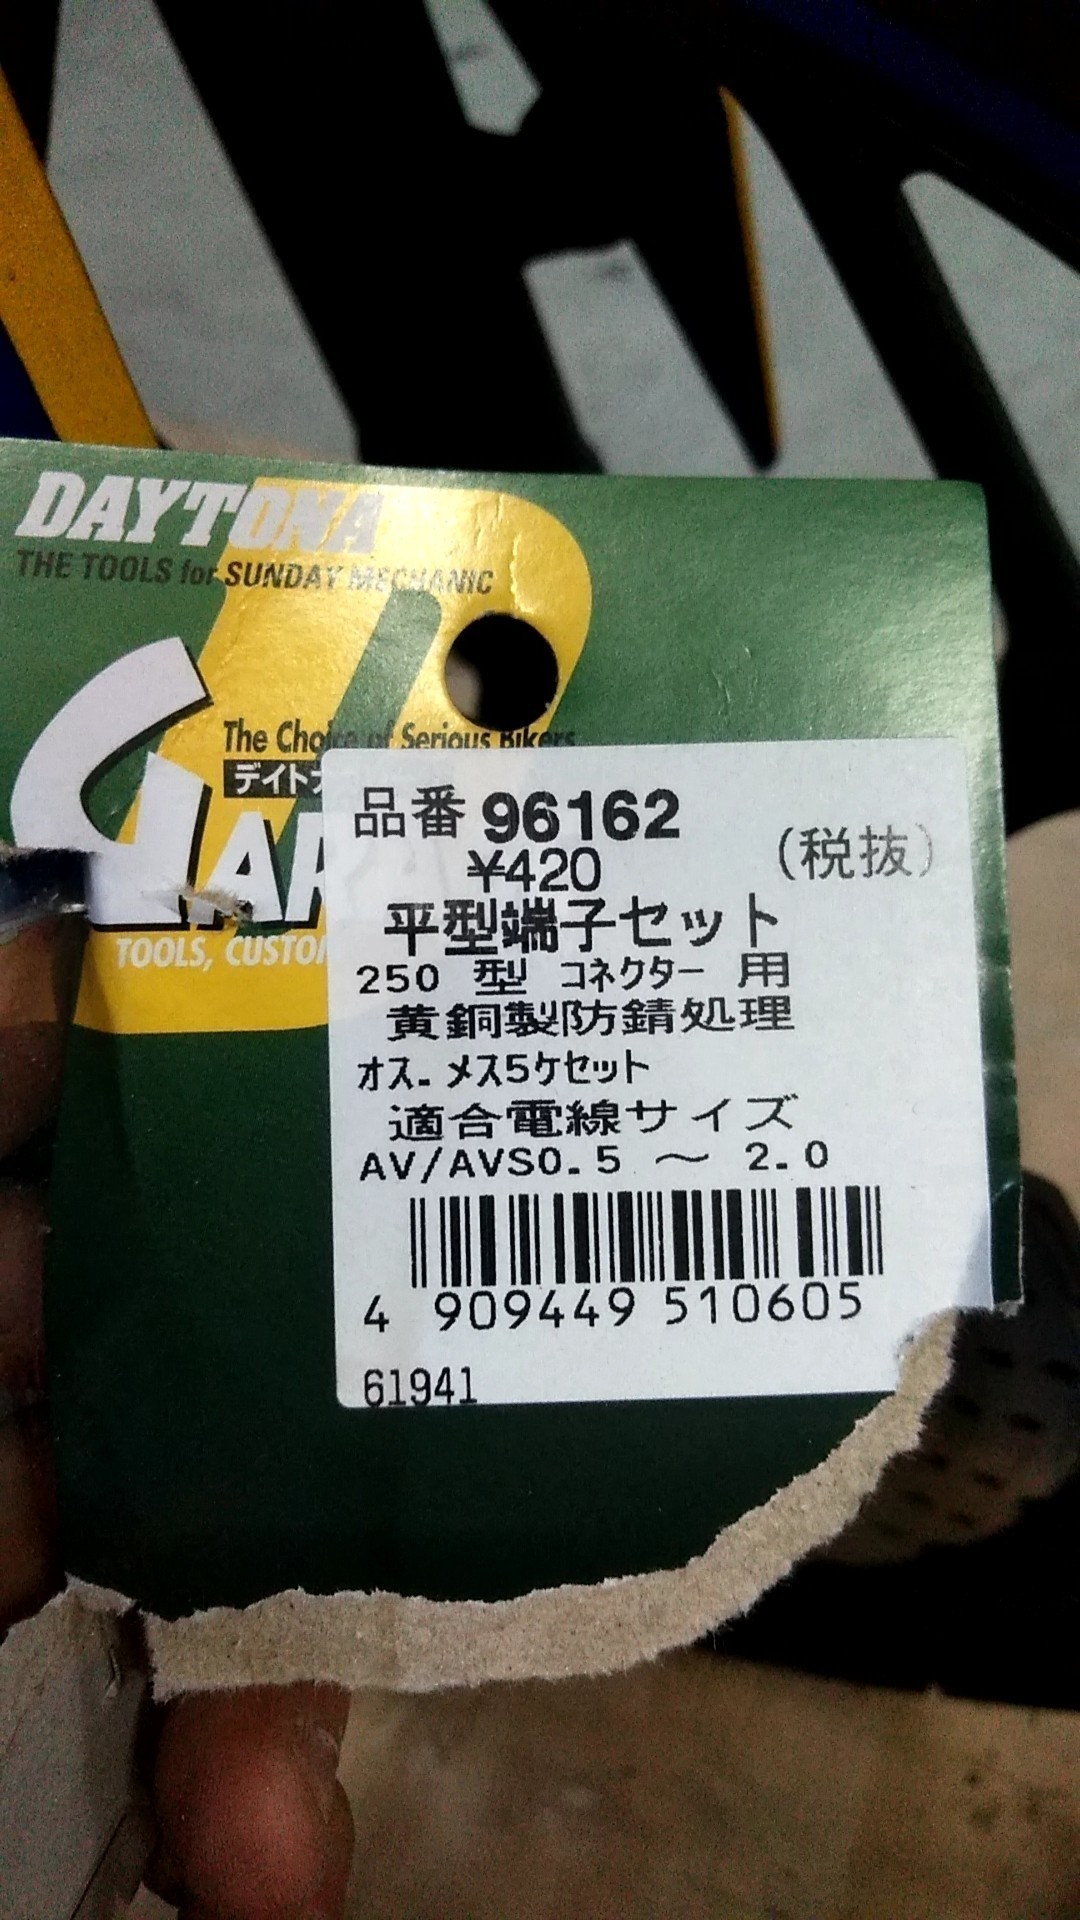 DAYTONA
THE TOOLS for SUNDAY MECHANIC
The Choice of Serious Bikers
デイト
TOOLS,
品番 96162
¥420
(税抜)
平型端子セット
250 型 コネクター 用
黄銅製防錆処理
オス. メス5ケセット
適合電線サイズ
AV/AVS0.5 ～ 2.0
4 909449 510605
61941